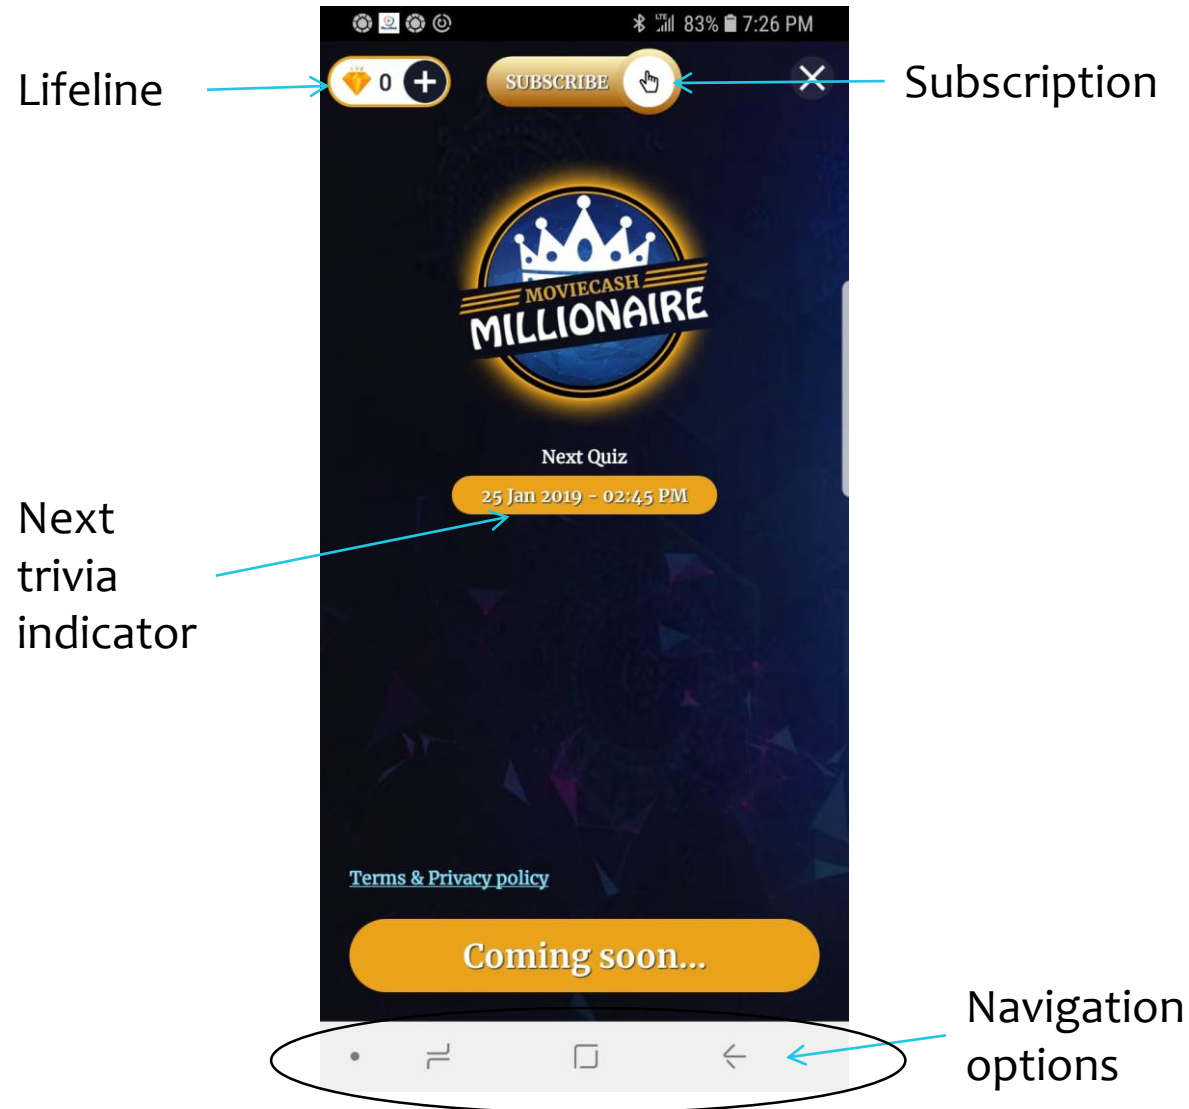 LTE 83% 7:26 PM
Lifeline
0
SUBSCRIBE
Subscription
MOVIECASH
MILLIONAIRE
Next Quiz
25 Jan 2019 - 02:45 PM
Next
trivia
indicator
Terms & Privacy policy
Coming soon...
Navigation
options